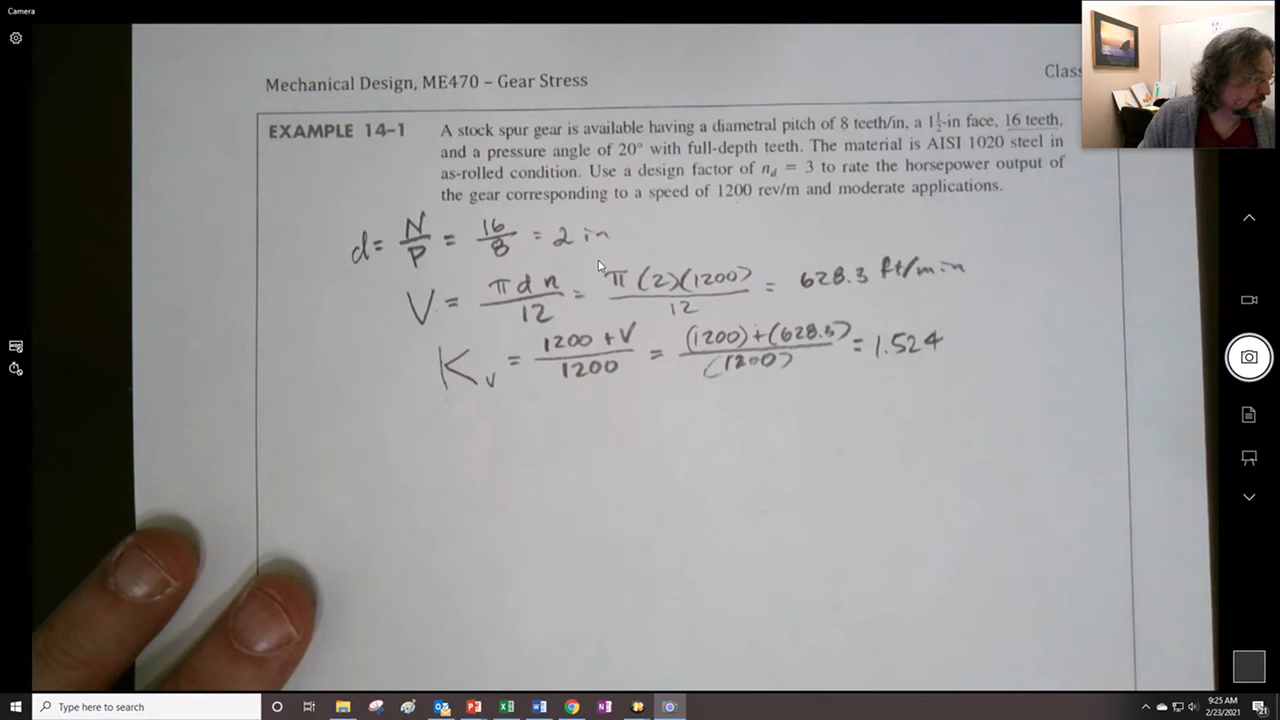 Camera
Mechanical Design, ME470 – Gear Stress
Class
EXAMPLE 14–1 A stock spur gear is available having a diametral pitch of 8 teeth/in, a 1½-in face, 16 teeth,
and a pressure angle of 20° with full-depth teeth. The material is AISI 1020 steel in
as-rolled condition. Use a design factor of n_d = 3 to rate the horsepower output of
the gear corresponding to a speed of 1200 rev/m and moderate applications.
d = N/P = 16/8 = 2 in
V = πdn/12 = π(2)(1200)/12 = 628.3 ft/min
K_v = 1200 + V/1200 = (1200)+(628.3)/(1200) = 1.524
Type here to search
9:25 AM
2/23/2021
21